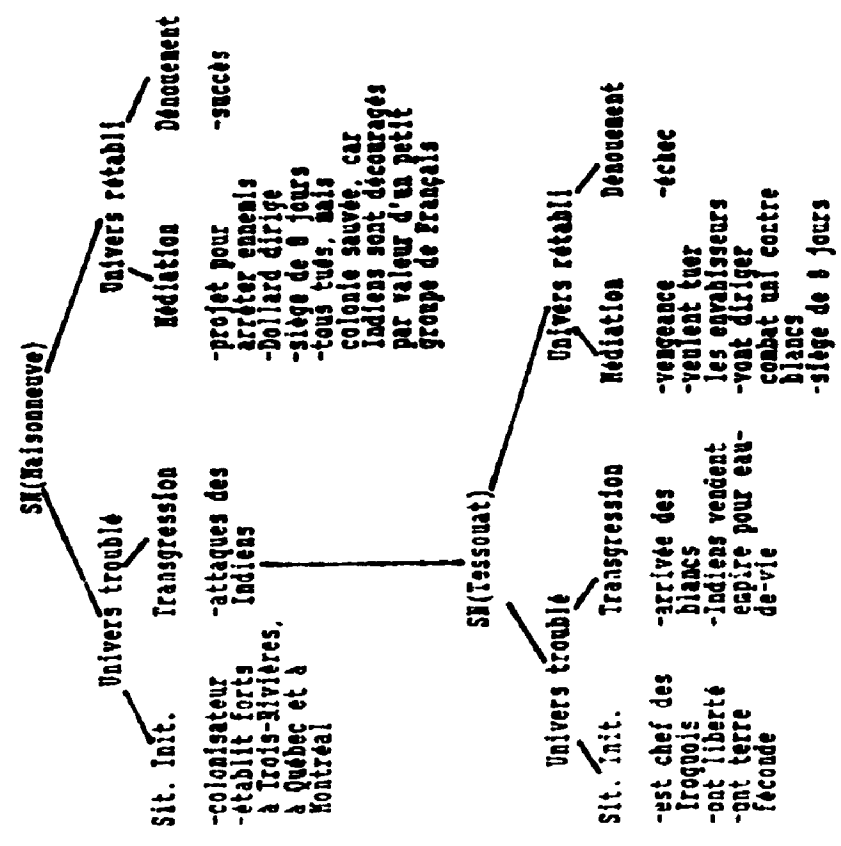 SN(Maisonneuve)
Univers troublé
Univers rétabli
Sit. Init.
Transgression
Médiation
Dénouement
-colonisateur
-établit forts
à Trois-Rivières,
à Québec et à
Montréal
-attaques des
Indiens
-projet pour
arrêter ennemis
-Dollard dirige
-siège de 8 jours
-tous tués, mais
colonie sauvée, car
Indiens sont découragés
par valeur d'un petit
groupe de Français
-succès
SN(Tessouat)
Univers troublé
Univers rétabli
Sit. Init.
Transgression
Médiation
Dénouement
-est chef des
Iroquois
-ont liberté
-ont terre
féconde
-arrivée des
blancs
-Indiens vendent
empire pour eau-
de-vie
-vengeance
-veulent tuer
les envahisseurs
-vont diriger
combat uni contre
blancs
-siège de 8 jours
-échec